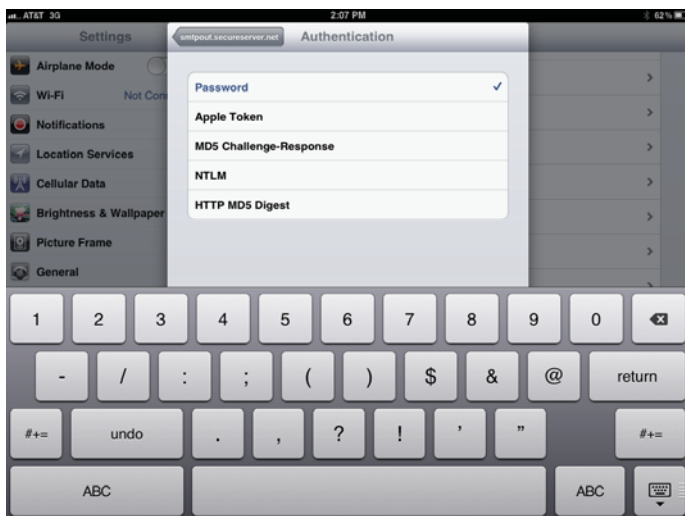 AT&T 3G 2:07 PM 62%
Settings smtpout.secureserver.net Authentication
Airplane Mode
Wi-Fi Not Con
Notifications
Location Services
Cellular Data
Brightness & Wallpaper
Picture Frame
General
Password
Apple Token
MD5 Challenge-Response
NTLM
HTTP MD5 Digest
1 2 3 4 5 6 7 8 9 0
- / : ; ( ) $ & @ return
#+= undo . , ? ! ' " #+=
ABC ABC